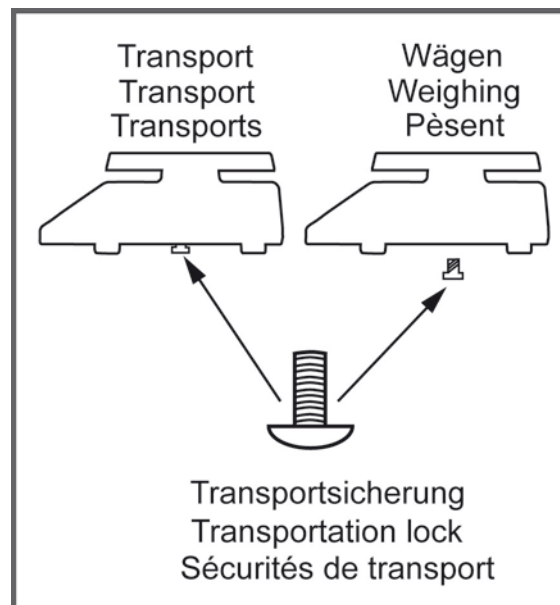 Transport
Transport
Transports
Wägen
Weighing
Pèsent
Transportsicherung
Transportation lock
Sécurités de transport